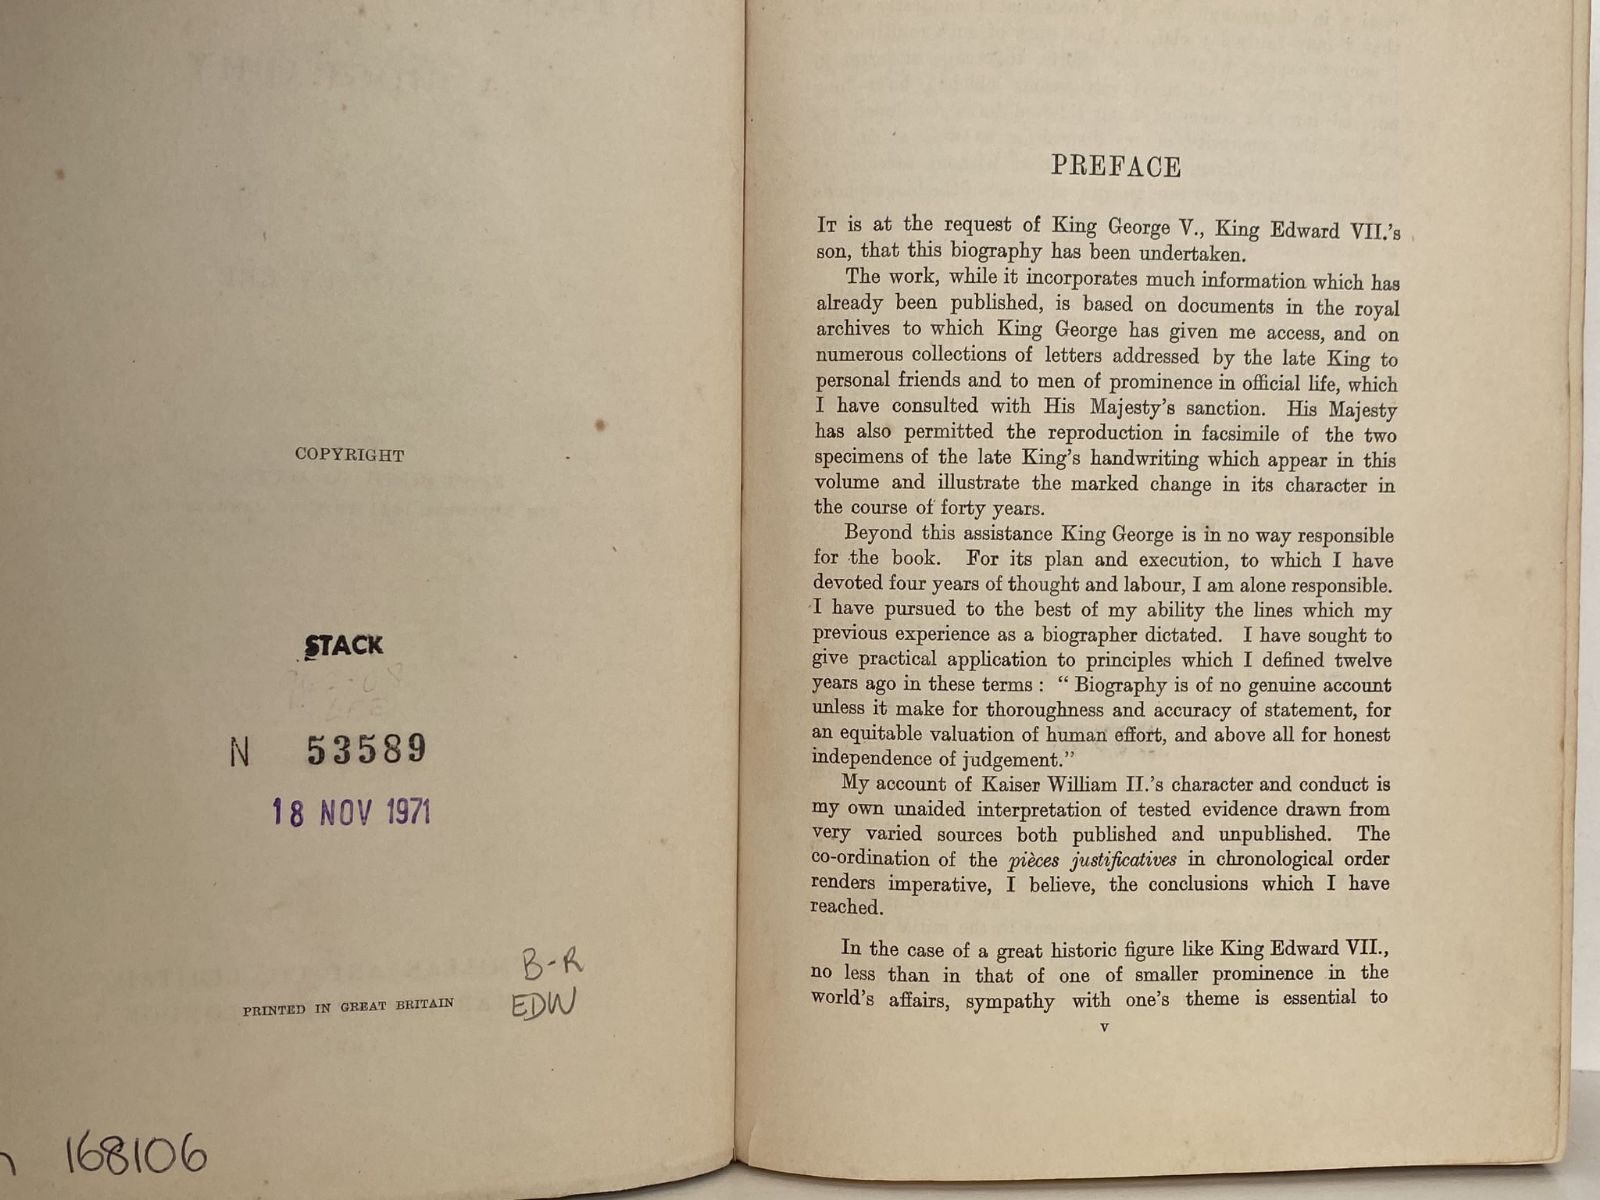 COPYRIGHT
STACK
N 53589
18 NOV 1971
B-R
EDW
PRINTED IN GREAT BRITAIN
168106
PREFACE
IT is at the request of King George V., King Edward VII.'s
son, that this biography has been undertaken.
The work, while it incorporates much information which has
already been published, is based on documents in the royal
archives to which King George has given me access, and on
numerous collections of letters addressed by the late King to
personal friends and to men of prominence in official life, which
I have consulted with His Majesty's sanction. His Majesty
has also permitted the reproduction in facsimile of the two
specimens of the late King's handwriting which appear in this
volume and illustrate the marked change in its character in
the course of forty years.
Beyond this assistance King George is in no way responsible
for the book. For its plan and execution, to which I have
devoted four years of thought and labour, I am alone responsible.
I have pursued to the best of my ability the lines which my
previous experience as a biographer dictated. I have sought to
give practical application to principles which I defined twelve
years ago in these terms : " Biography is of no genuine account
unless it make for thoroughness and accuracy of statement, for
an equitable valuation of human effort, and above all for honest
independence of judgement."
My account of Kaiser William II.'s character and conduct is
my own unaided interpretation of tested evidence drawn from
very varied sources both published and unpublished. The
co-ordination of the pièces justificatives in chronological order
renders imperative, I believe, the conclusions which I have
reached.
In the case of a great historic figure like King Edward VII.,
no less than in that of one of smaller prominence in the
world's affairs, sympathy with one's theme is essential to
v